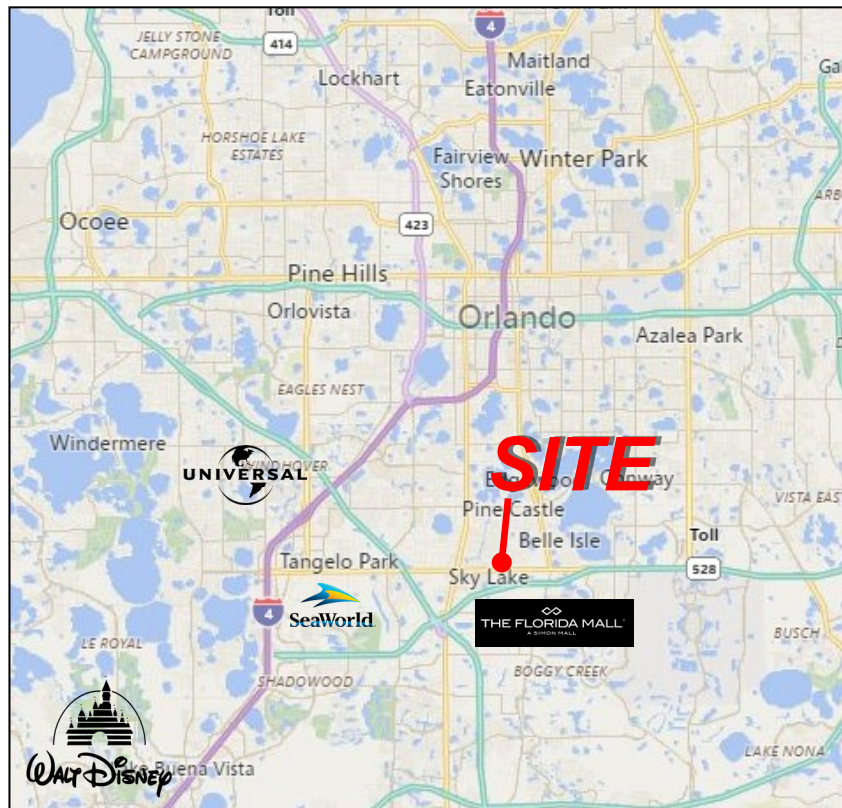 Toll
4
414
JELLY STONE
CAMPGROUND
Maitland
Lockhart
Eatonville
HORSHOE LAKE
ESTATES
Fairview
Shores
Winter Park
Ocoee
423
Pine Hills
Orlovista
Orlando
Azalea Park
EAGLES NEST
Windermere
UNIVERSAL
SITE
Conway
VISTA EAST
Pine Castle
Belle Isle
Toll
528
Tangelo Park
Sky Lake
4
SeaWorld
THE FLORIDA MALL
A SIMON MALL
BUSCH
LE ROYAL
BOGGY CREEK
SHADOWOOD
LAKE NONA
WALT DISNEY
Buena Vista